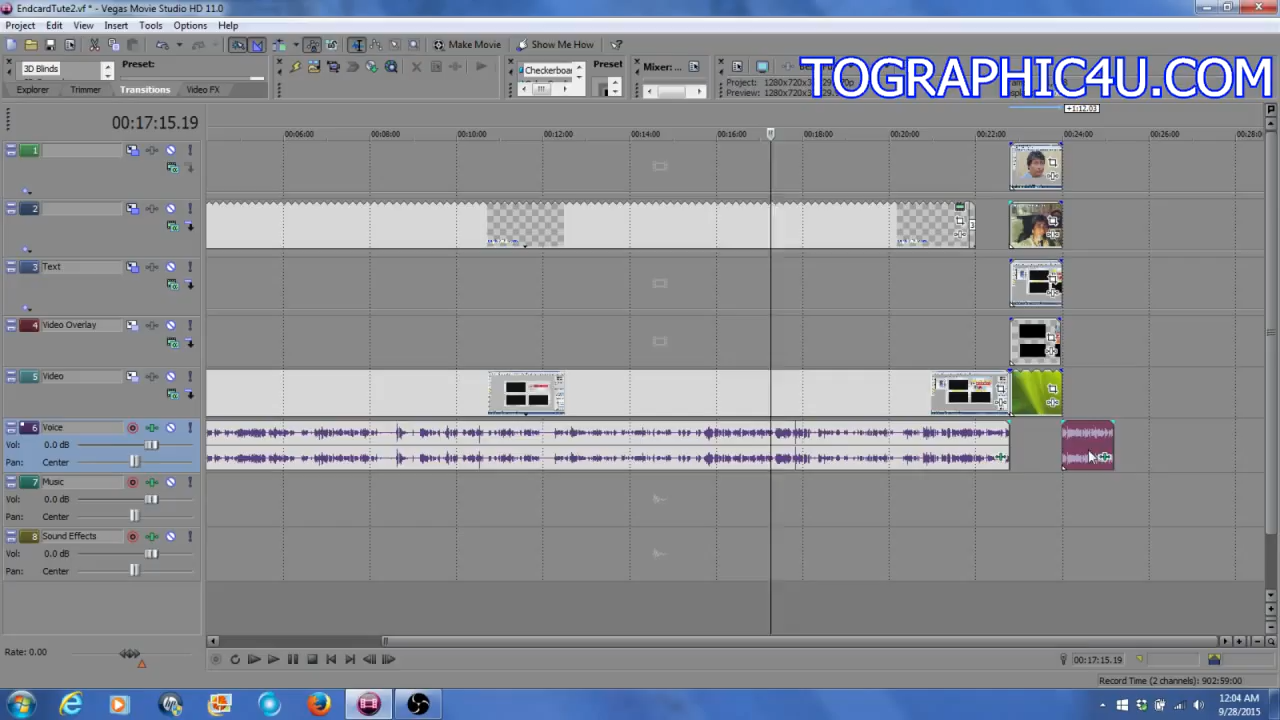 EndcardTute2.vf * - Vegas Movie Studio HD 11.0
Project Edit View Insert Tools Options Help
Make Movie Show Me How
3D Blinds Preset: Checkerboard Preset Mixer: ...
TOGRAPHIC4U.COM
Project: 1280x720x3
Preview: 1280x720x3
Explorer Trimmer Transitions Video FX
+1:12.03
00:17:15.19
00:06:00 00:08:00 00:10:00 00:12:00 00:14:00 00:16:00 00:18:00 00:20:00 00:22:00 00:24:00 00:26:00
1
2
3 Text
4 Video Overlay
5 Video
6 Voice
Vol: 0.0 dB
Pan: Center
7 Music
Vol: 0.0 dB
Pan: Center
8 Sound Effects
Vol: 0.0 dB
Pan: Center
Rate: 0.00
00:17:15.19
Record Time (2 channels): 902:59:00
12:04 AM
9/28/2015